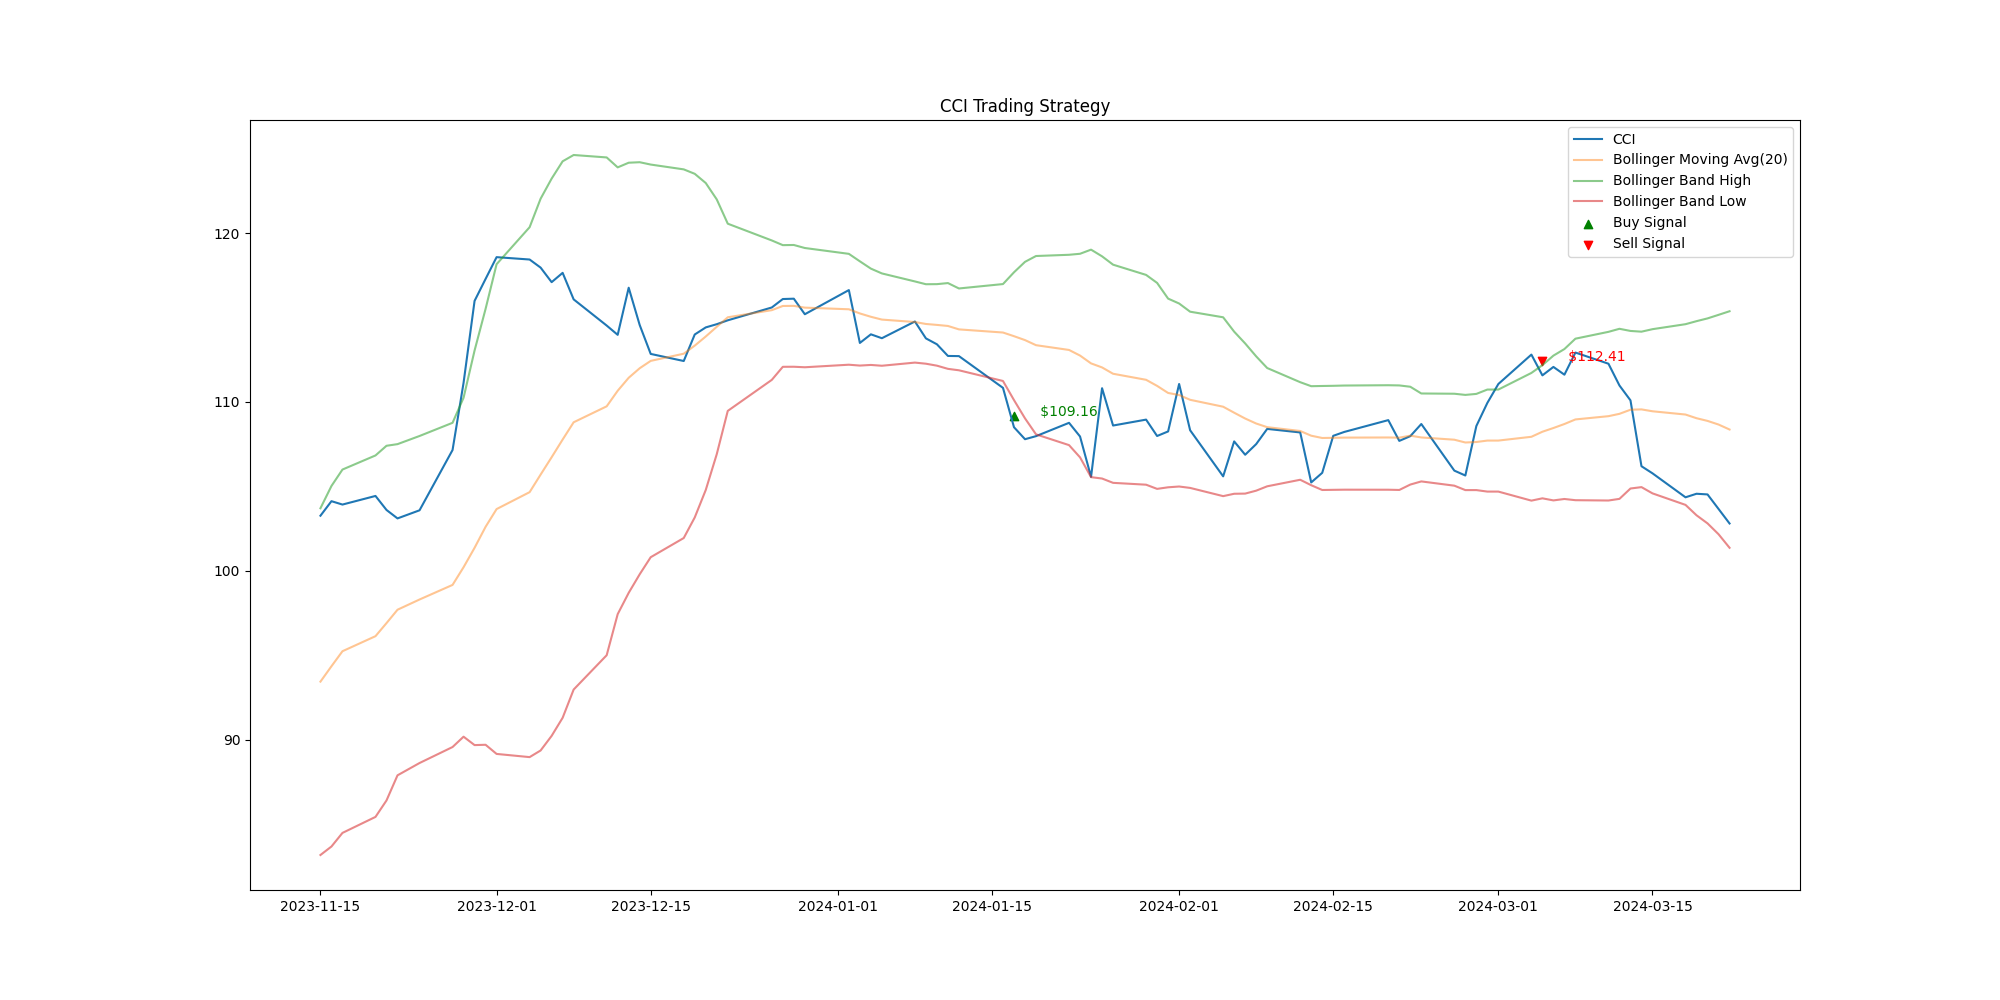 CCI Trading Strategy
CCI
Bollinger Moving Avg(20)
Bollinger Band High
Bollinger Band Low
Buy Signal
Sell Signal
120
110
100
90
$109.16
$112.41
2023-11-15
2023-12-01
2023-12-15
2024-01-01
2024-01-15
2024-02-01
2024-02-15
2024-03-01
2024-03-15